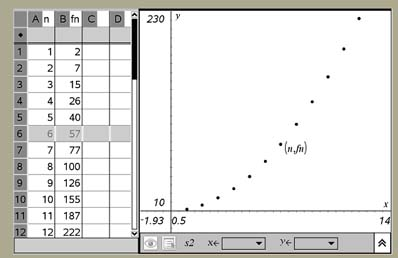 A n B fn C D
1 1 2
2 2 7
3 3 15
4 4 26
5 5 40
6 6 57
7 7 77
8 8 100
9 9 126
10 10 155
11 11 187
12 12 222
230 y
(n,fn)
10 x
-1.93 0.5 14
s2 x← y←